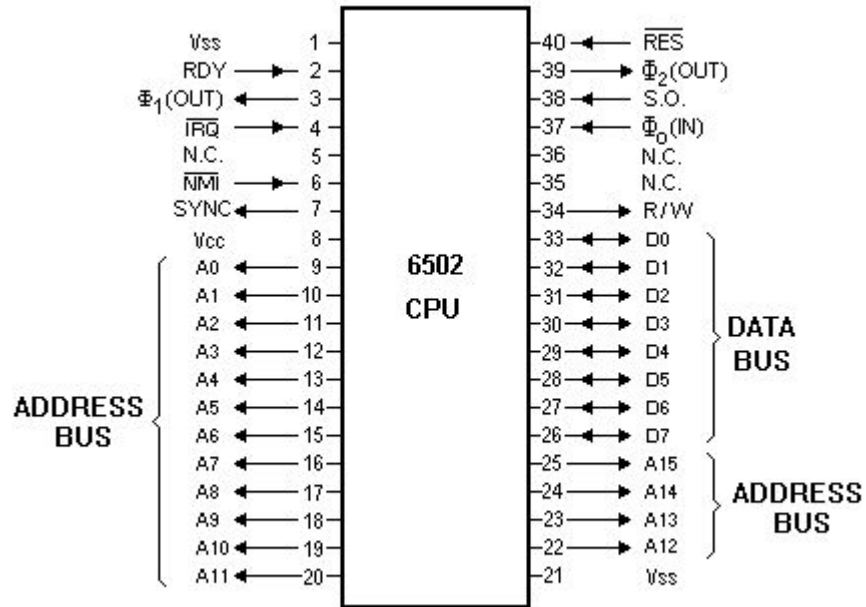 Vss 1 40 R̅E̅S̅
RDY 2 39 Φ₂(OUT)
Φ₁(OUT) 3 38 S.O.
I̅R̅Q̅ 4 37 Φ₀(IN)
N.C. 5 36 N.C.
N̅M̅I̅ 6 35 N.C.
SYNC 7 34 R/W
Vcc 8 33 D0
A0 9 6502 32 D1
A1 10 CPU 31 D2
A2 11 30 D3 DATA
A3 12 29 D4 BUS
A4 13 28 D5
ADDRESS A5 14 27 D6
BUS A6 15 26 D7
A7 16 25 A15
A8 17 24 A14 ADDRESS
A9 18 23 A13 BUS
A10 19 22 A12
A11 20 21 Vss